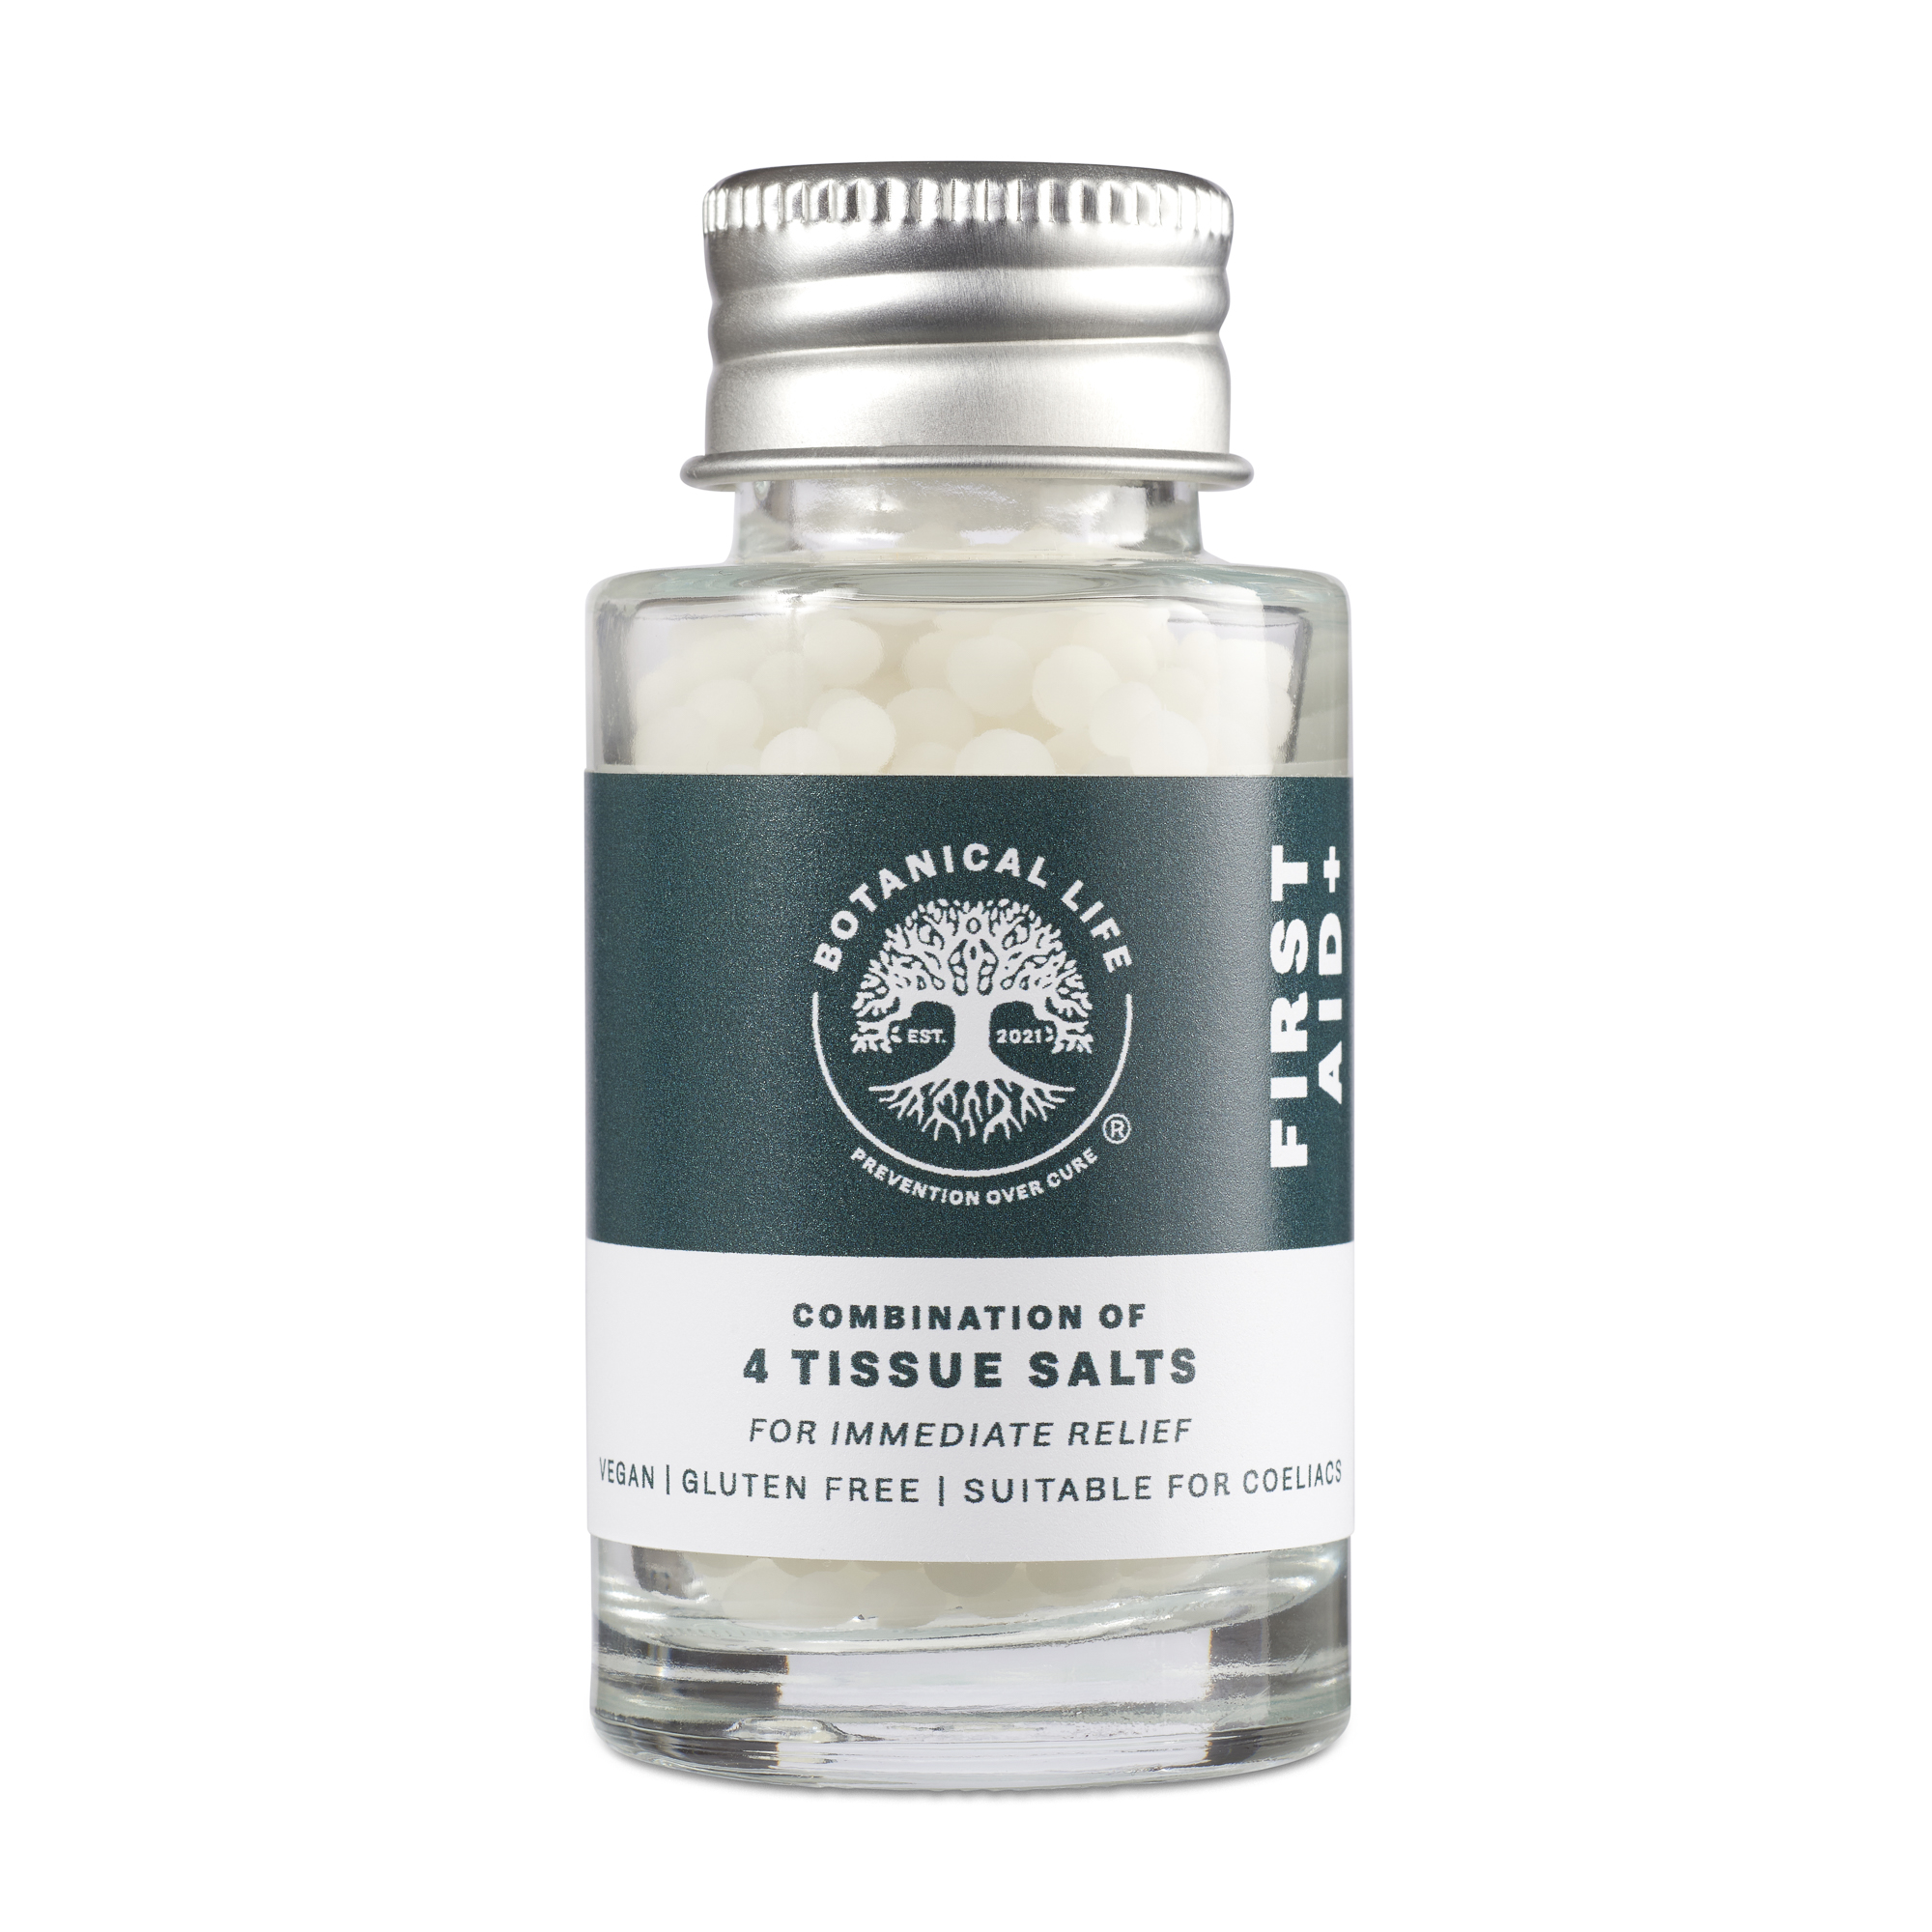 BOTANICAL LIFE
EST. 2021
®
PREVENTION OVER CURE
FIRST
AID+
COMBINATION OF
4 TISSUE SALTS
FOR IMMEDIATE RELIEF
VEGAN | GLUTEN FREE | SUITABLE FOR COELIACS